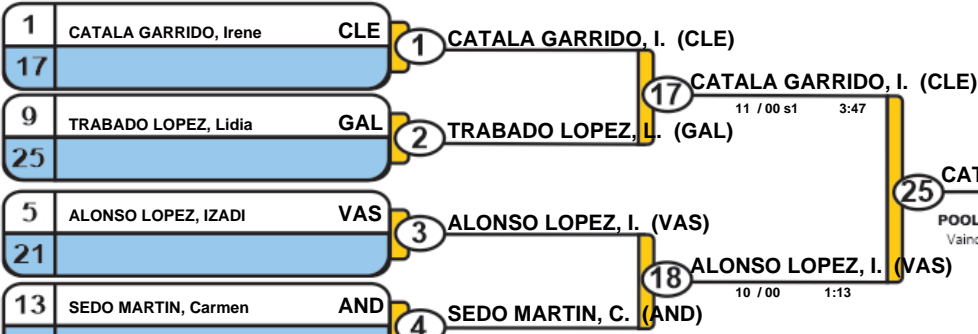 1 CATALA GARRIDO, Irene CLE
17
1 CATALA GARRIDO, I. (CLE)
17 CATALA GARRIDO, I. (CLE)
11 / 00 s1 3:47
9 TRABADO LOPEZ, Lidia GAL
25
2 TRABADO LOPEZ, L. (GAL)
25 CAT
POOL
Vainc
5 ALONSO LOPEZ, IZADI VAS
21
3 ALONSO LOPEZ, I. (VAS)
18 ALONSO LOPEZ, I. (VAS)
10 / 00 1:13
13 SEDO MARTIN, Carmen AND
4 SEDO MARTIN, C. (AND)